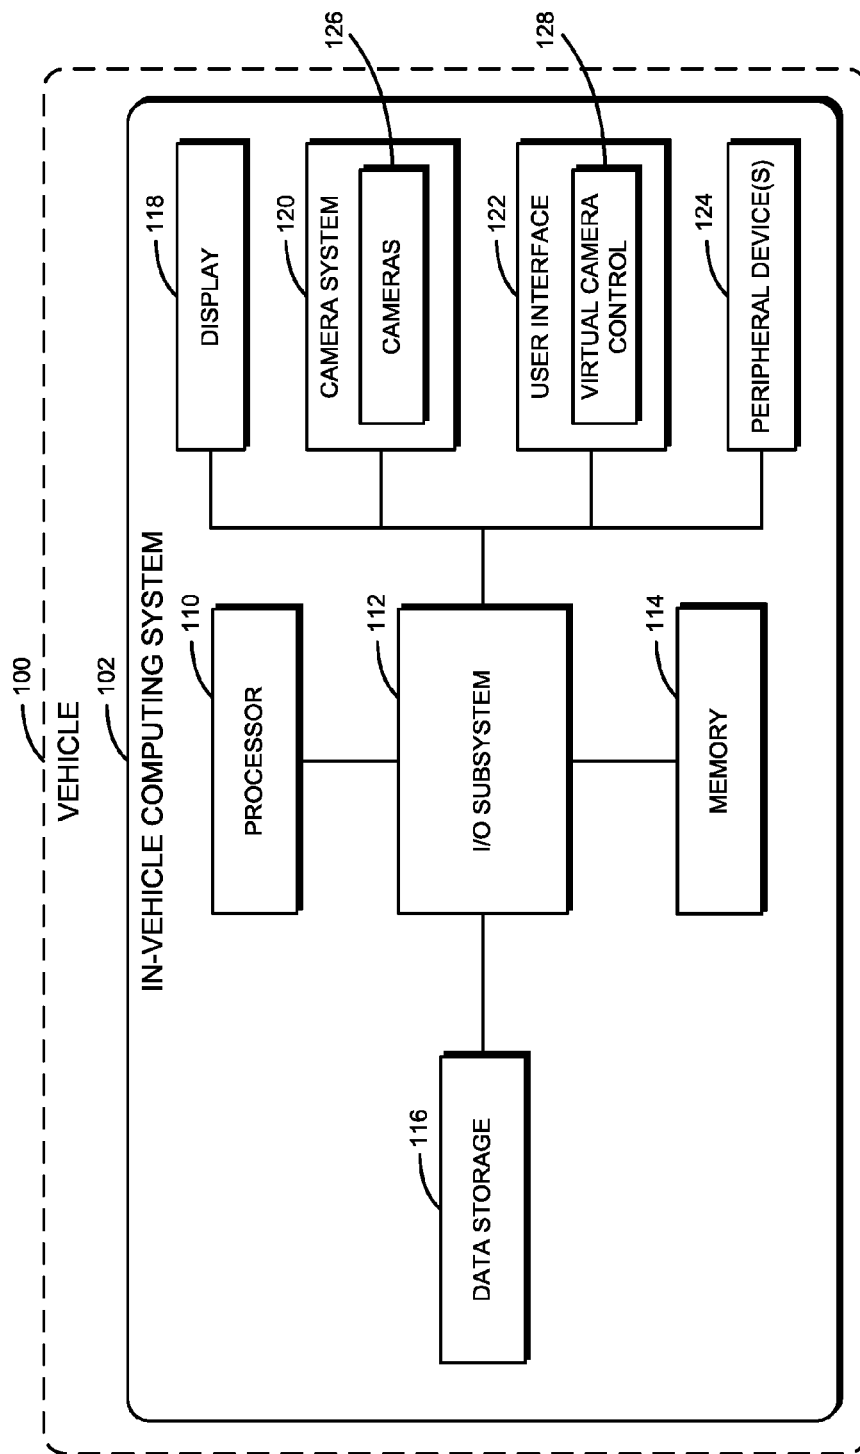 100
VEHICLE
102
IN-VEHICLE COMPUTING SYSTEM
110
PROCESSOR
118
DISPLAY
120
CAMERA SYSTEM
126
CAMERAS
116
DATA STORAGE
112
I/O SUBSYSTEM
122
USER INTERFACE
128
VIRTUAL CAMERA
CONTROL
114
MEMORY
124
PERIPHERAL DEVICE(S)